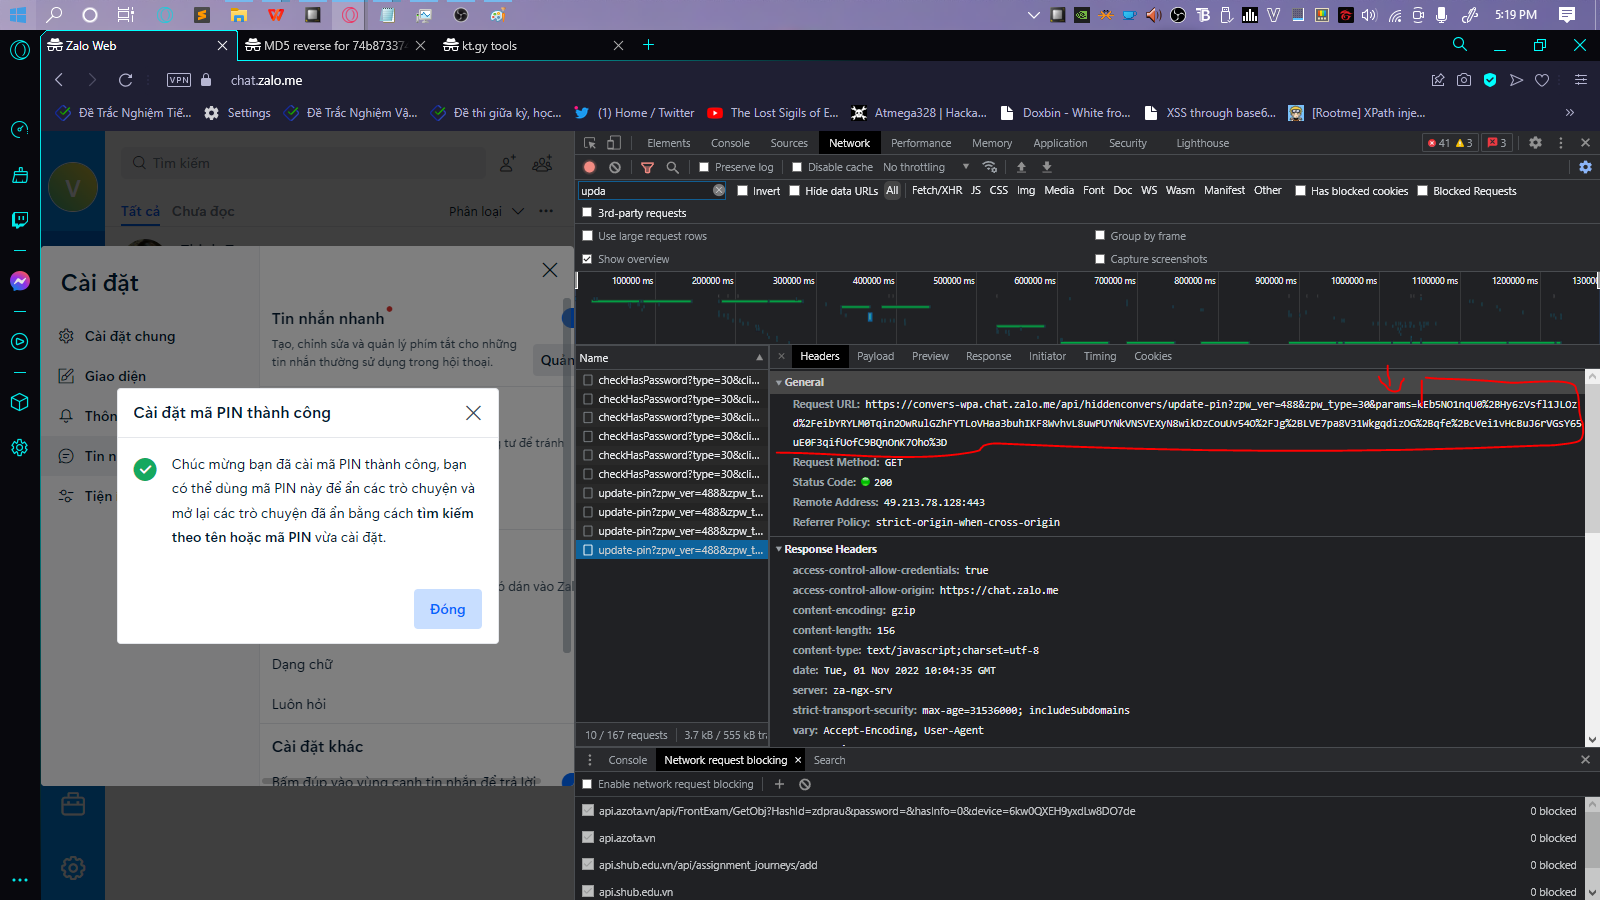 5:19 PM
Zalo Web
MD5 reverse for 74b87337
kt.gy tools
VPN
chat.zalo.me
Đề Trắc Nghiệm Tiế...
Settings
Đề Trắc Nghiệm Vậ...
Đề thi giữa kỳ, học...
(1) Home / Twitter
The Lost Sigils of E...
Atmega328 | Hacka...
Doxbin - White fro...
XSS through base6...
[Rootme] XPath inje...
V
Tìm kiếm
Tất cả
Chưa đọc
Phân loại
Cài đặt
Cài đặt chung
Giao diện
Tin nhắn nhanh
Tạo, chỉnh sửa và quản lý phím tắt cho những
tin nhắn thường sử dụng trong hội thoại.
Quản
Cài đặt mã PIN thành công
Chúc mừng bạn đã cài mã PIN thành công, bạn
có thể dùng mã PIN này để ẩn các trò chuyện và
mở lại các trò chuyện đã ẩn bằng cách tìm kiếm
theo tên hoặc mã PIN vừa cài đặt.
Đóng
Thôn
Tin n
Tiện
tư để tránh
ó dán vào Zal
Dạng chữ
Luôn hỏi
Cài đặt khác
Bấm đúp vào vùng cạnh tin nhắn để trả lời
Elements
Console
Sources
Network
Performance
Memory
Application
Security
Lighthouse
41
3
3
Preserve log
Disable cache
No throttling
upda
Invert
Hide data URLs
All
Fetch/XHR
JS
CSS
Img
Media
Font
Doc
WS
Wasm
Manifest
Other
Has blocked cookies
Blocked Requests
3rd-party requests
Use large request rows
Group by frame
Show overview
Capture screenshots
100000 ms
200000 ms
300000 ms
400000 ms
500000 ms
600000 ms
700000 ms
800000 ms
900000 ms
1000000 ms
1100000 ms
1200000 ms
13000
Name
checkHasPassword?type=30&cli...
checkHasPassword?type=30&cli...
checkHasPassword?type=30&cli...
checkHasPassword?type=30&cli...
checkHasPassword?type=30&cli...
checkHasPassword?type=30&cli...
update-pin?zpw_ver=488&zpw_t...
update-pin?zpw_ver=488&zpw_t...
update-pin?zpw_ver=488&zpw_t...
update-pin?zpw_ver=488&zpw_t...
10 / 167 requests
3.7 kB / 555 kB tra
Headers
Payload
Preview
Response
Initiator
Timing
Cookies
General
Request URL: https://convers-wpa.chat.zalo.me/api/hiddenconvers/update-pin?zpw_ver=488&zpw_type=30&params=kEb5NO1nqU0%2BHy6zVsfl1JLOz
d%2FeibYRYLM0Tqin2OwRulGZhFYTLoVHaa3buhIKF8WvhvL8uwPUYNkVNSVEXyN8wikDzCouUv54O%2FJg%2BLVE7pa8V31WkgqdizOG%2Bqfe%2BcVei1vHcBuJ6rVGsY65
uE0F3qifUofC9BQnOnK7Oho%3D
Request Method: GET
Status Code: 200
Remote Address: 49.213.78.128:443
Referrer Policy: strict-origin-when-cross-origin
Response Headers
access-control-allow-credentials: true
access-control-allow-origin: https://chat.zalo.me
content-encoding: gzip
content-length: 156
content-type: text/javascript;charset=utf-8
date: Tue, 01 Nov 2022 10:04:35 GMT
server: za-ngx-srv
strict-transport-security: max-age=31536000; includeSubdomains
vary: Accept-Encoding, User-Agent
Console
Network request blocking
Search
Enable network request blocking
api.azota.vn/api/FrontExam/GetObj?HashId=zdprau&password=&hasInfo=0&device=6kw0QXEH9yxdLw8DO7de
0 blocked
api.azota.vn
0 blocked
api.shub.edu.vn/api/assignment_journeys/add
0 blocked
api.shub.edu.vn
0 blocked